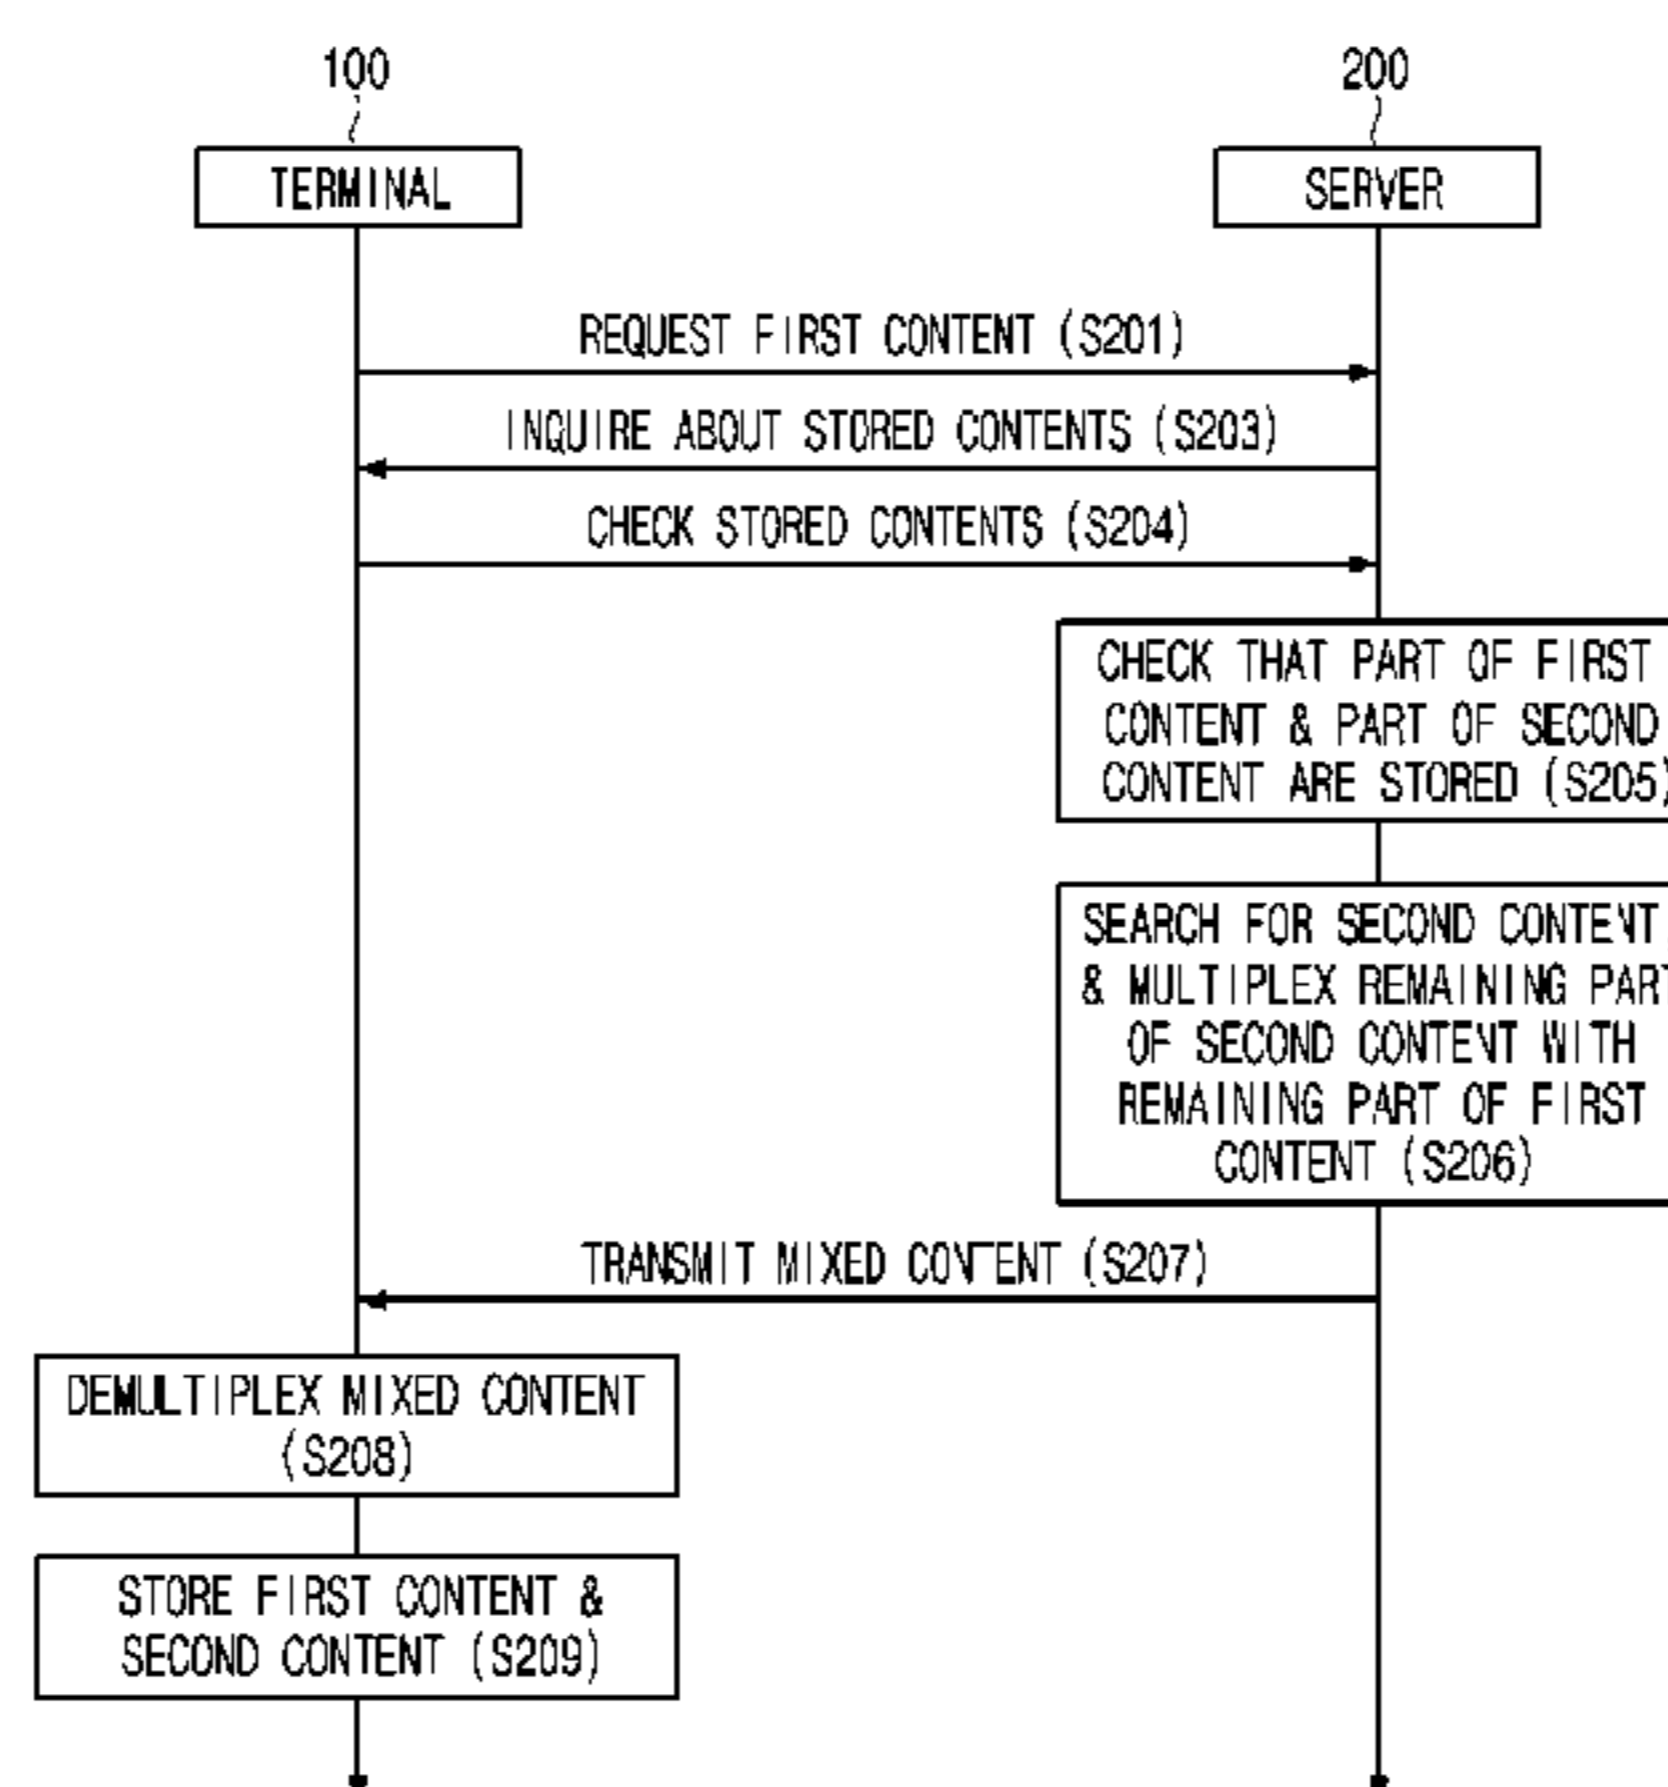 100
200
TERMINAL
SERVER
REQUEST FIRST CONTENT (S201)
INQUIRE ABOUT STORED CONTENTS (S203)
CHECK STORED CONTENTS (S204)
CHECK THAT PART OF FIRST
CONTENT & PART OF SECOND
CONTENT ARE STORED (S205)
SEARCH FOR SECOND CONTENT
& MULTIPLEX REMAINING PART
OF SECOND CONTENT WITH
REMAINING PART OF FIRST
CONTENT (S206)
TRANSMIT MIXED CONTENT (S207)
DEMULTIPLEX MIXED CONTENT
(S208)
STORE FIRST CONTENT &
SECOND CONTENT (S209)